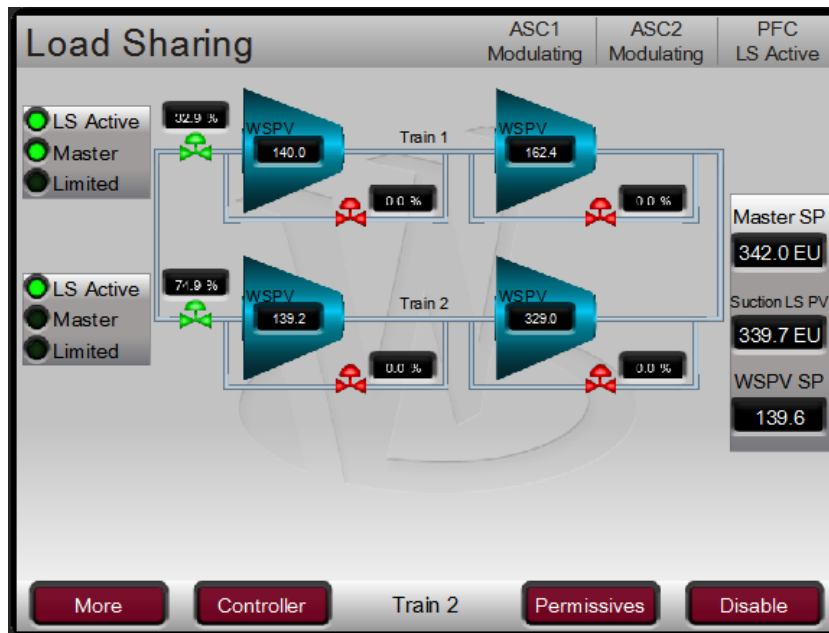 Load Sharing
ASC1
Modulating
ASC2
Modulating
PFC
LS Active
LS Active
Master
Limited
32.9 %
WSPV
140.0
Train 1
WSPV
162.4
0.0 %
0.0 %
LS Active
Master
Limited
74.9 %
WSPV
139.2
Train 2
WSPV
329.0
0.0 %
0.0 %
Master SP
342.0 EU
Suction LS PV
339.7 EU
WSPV SP
139.6
More
Controller
Train 2
Permissives
Disable